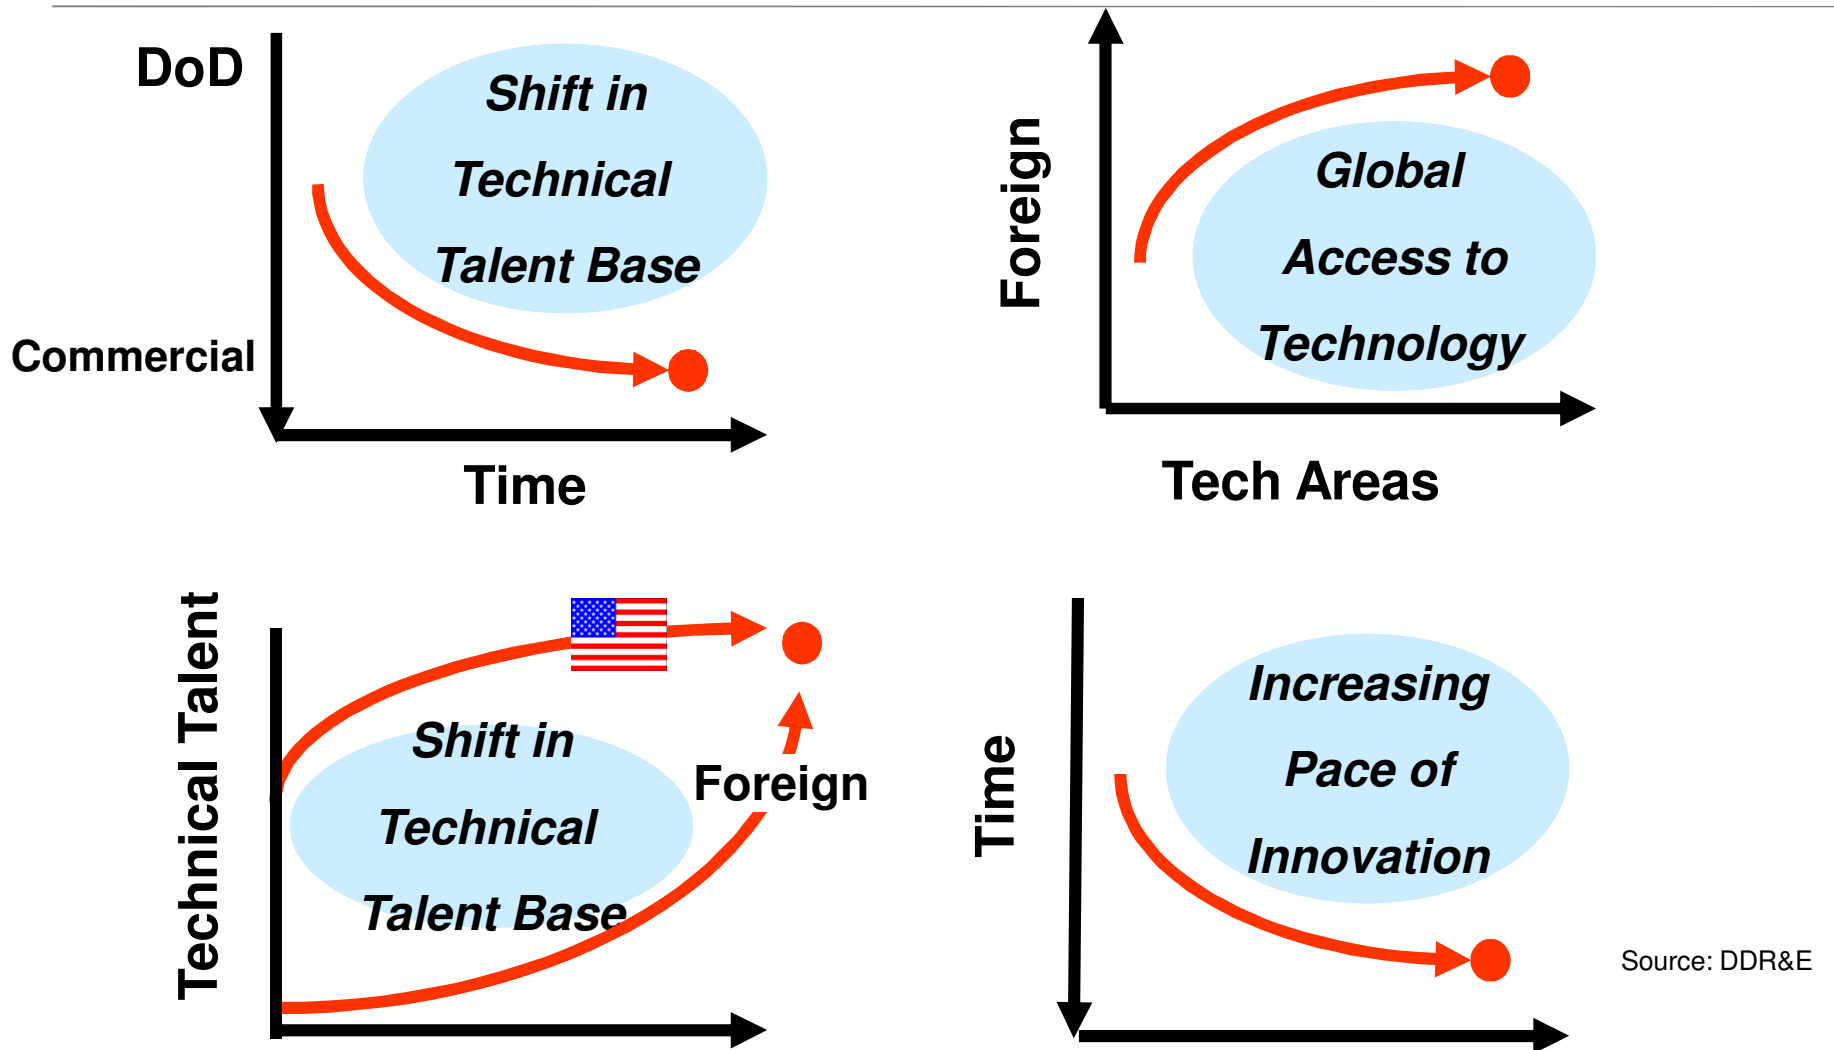 DoD
Shift in
Technical
Talent Base
Commercial
Time
Foreign
Global
Access to
Technology
Tech Areas
Technical Talent
Shift in
Technical
Talent Base
Foreign
Time
Increasing
Pace of
Innovation
Source: DDR&E